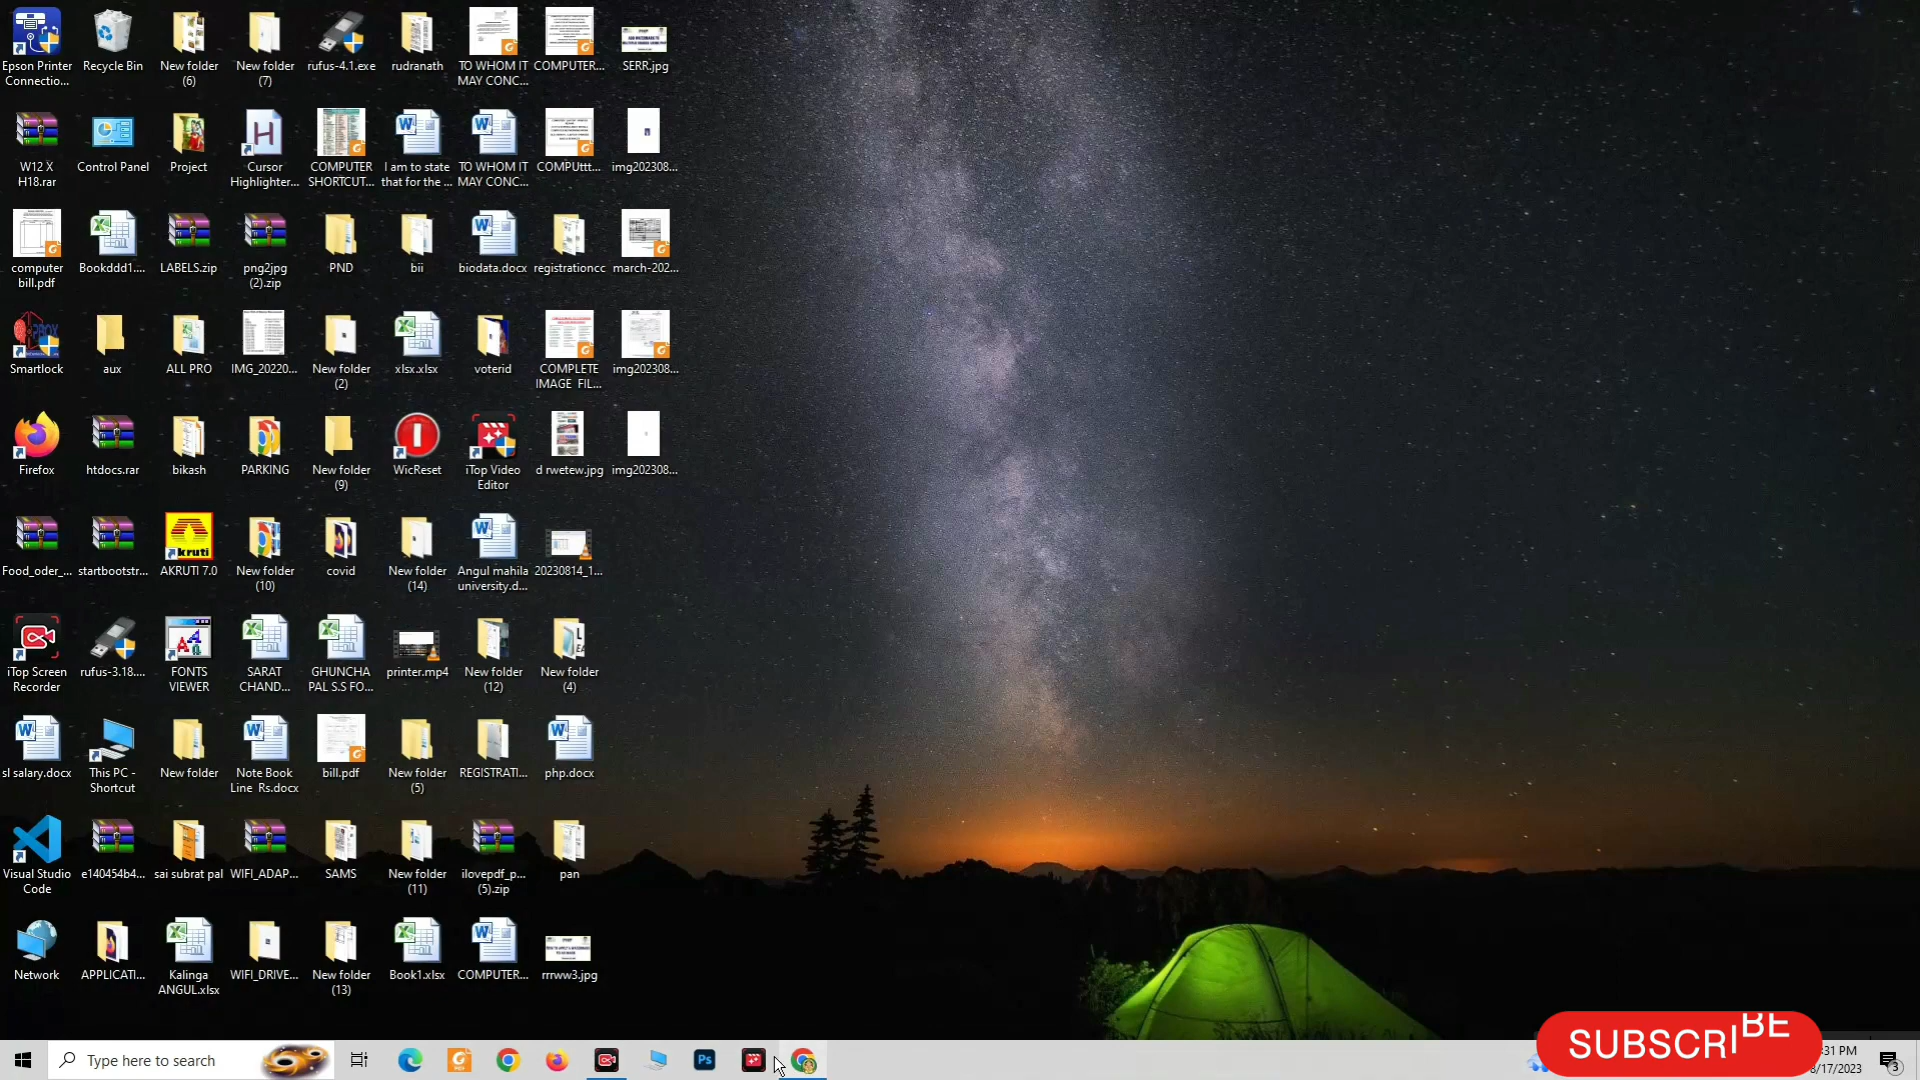 Epson Printer
Connectio...
Recycle Bin
New folder
(6)
New folder
(7)
rufus-4.1.exe
rudranath
TO WHOM IT
MAY CONC...
COMPUTER...
SERR.jpg
W12 X
H18.rar
Control Panel
Project
Cursor
Highlighter...
COMPUTER
SHORTCUT...
I am to state
that for the ...
TO WHOM IT
MAY CONC...
COMPUttt...
img202308...
computer
bill.pdf
Bookddd1....
LABELS.zip
png2jpg
(2).zip
PND
bii
biodata.docx
registrationcc
march-202...
Smartlock
aux
ALL PRO
IMG_20220...
New folder
(2)
xlsx.xlsx
voterid
COMPLETE
IMAGE FIL...
img202308...
Firefox
htdocs.rar
bikash
PARKING
New folder
(9)
WicReset
iTop Video
Editor
d rwetew.jpg
img202308...
Food_oder_...
startbootstr...
akruti
AKRUTI 7.0
New folder
(10)
covid
New folder
(14)
Angul mahila
university.d...
20230814_1...
iTop Screen
Recorder
rufus-3.18....
FONTS
VIEWER
SARAT
CHAND...
GHUNCHA
PAL S.S FO...
printer.mp4
New folder
(12)
New folder
(4)
sl salary.docx
This PC -
Shortcut
New folder
Note Book
Line Rs.docx
bill.pdf
New folder
(5)
REGISTRATI...
php.docx
Visual Studio
Code
e140454b4...
sai subrat pal
WIFI_ADAP...
SAMS
New folder
(11)
ilovepdf_p...
(5).zip
pan
Network
APPLICATI...
Kalinga
ANGUL.xlsx
WIFI_DRIVE...
New folder
(13)
Book1.xlsx
COMPUTER...
rrrww3.jpg
Type here to search
Ps
SUBSCRIBE
:31 PM
8/17/2023
3